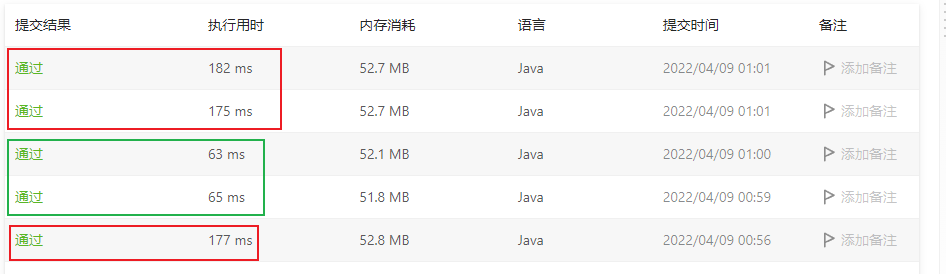 提交结果 执行用时 内存消耗 语言 提交时间 备注
通过 182 ms 52.7 MB Java 2022/04/09 01:01 添加备注
通过 175 ms 52.7 MB Java 2022/04/09 01:01 添加备注
通过 63 ms 52.1 MB Java 2022/04/09 01:00 添加备注
通过 65 ms 51.8 MB Java 2022/04/09 00:59 添加备注
通过 177 ms 52.8 MB Java 2022/04/09 00:56 添加备注